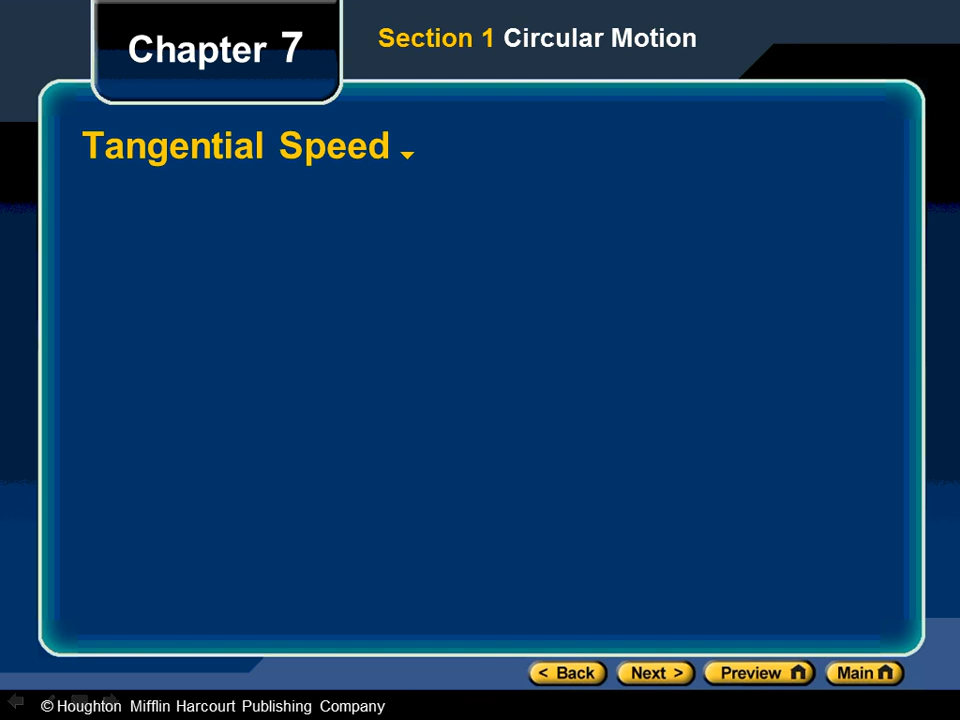 Chapter 7
Section 1 Circular Motion
Tangential Speed
< Back
Next >
Preview
Main
© Houghton Mifflin Harcourt Publishing Company